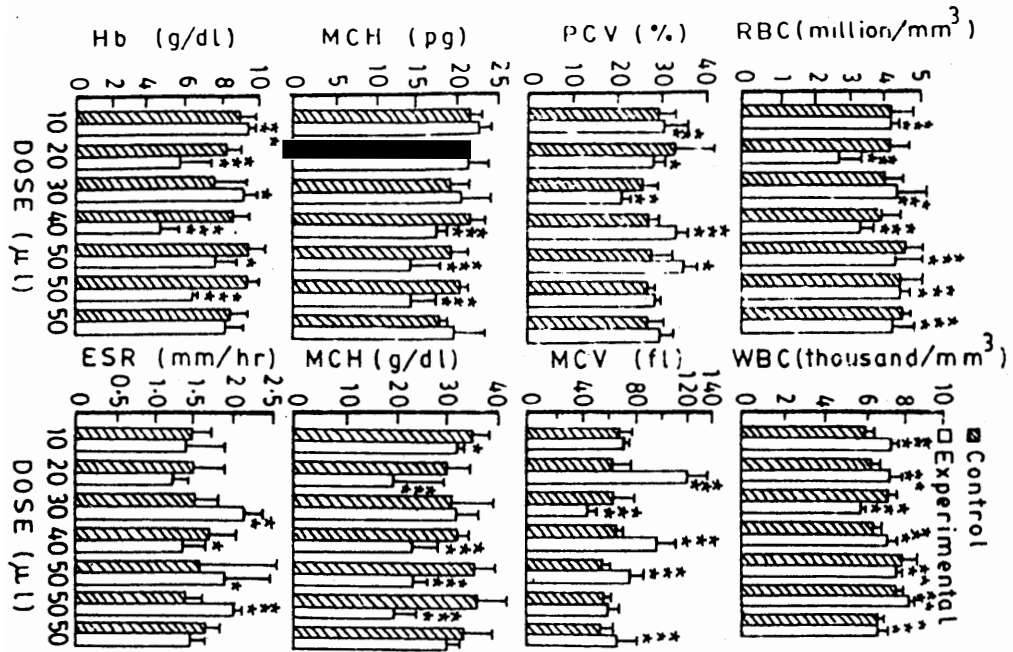 Hb (g/dl)
0 2 4 6 8 10
MCH (pg)
0 5 10 15 20 25
PCV (%)
0 10 20 30 40
RBC(million/mm³
0 1 2 3 4 5
10 20 30 40 50 50 50
DOSE (μl)
** *
***
*
***
*
****
***
***
***
***
*
**
***
*
***
***
***
***
***
***
***
ESR (mm/hr)
0 0.5 1.0 1.5 2.0 2.5
MCH (g/dl)
0 10 20 30 40
MCV (fl)
0 40 80 120 140
WBC(thousand/mm³
0 2 4 6 8 10
10 20 30 40 50 50 50
DOSE (μl)
**
*
*
***
*
***
***
***
***
***
***
***
***
***
***
***
***
***
Control
Experimental